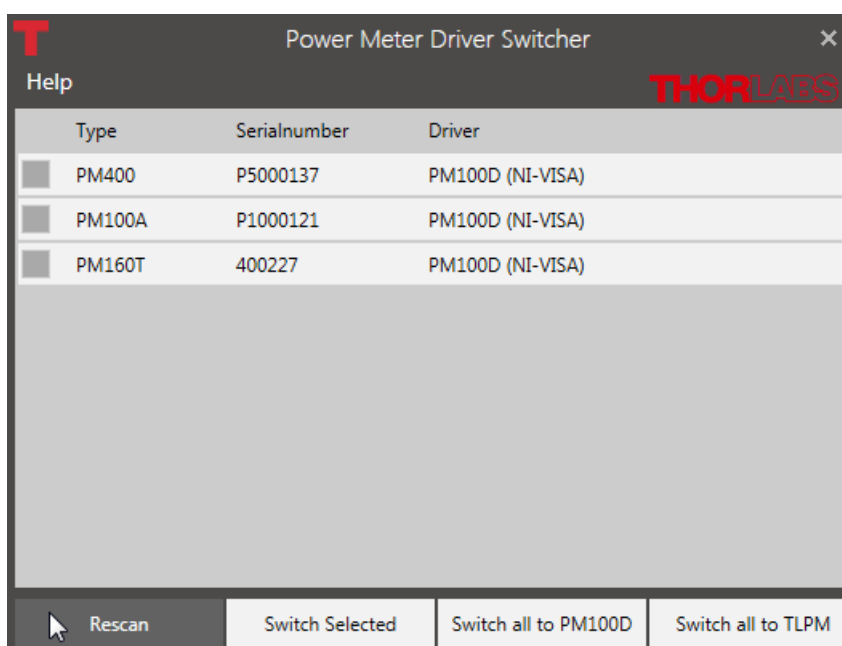 T Power Meter Driver Switcher ×
Help
THORLABS
Type Serialnumber Driver
PM400 P5000137 PM100D (NI-VISA)
PM100A P1000121 PM100D (NI-VISA)
PM160T 400227 PM100D (NI-VISA)
Rescan Switch Selected Switch all to PM100D Switch all to TLPM